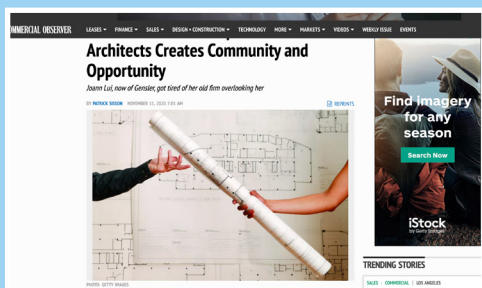 COMMERCIAL OBSERVER LEASES FINANCE SALES DESIGN + CONSTRUCTION TECHNOLOGY MORE MARKETS VIDEOS WEEKLY ISSUE EVENTS
Architects Creates Community and
Opportunity
Joann Lui, now of Gensler, got tired of her old firm overlooking her
BY PATRICK SISSON NOVEMBER 11, 2020 7:01 AM
REPRINTS
PHOTO: GETTY IMAGES
Find imagery
for any
season
Search Now
iStock
by Getty Images
TRENDING STORIES
SALES | COMMERCIAL | LOS ANGELES